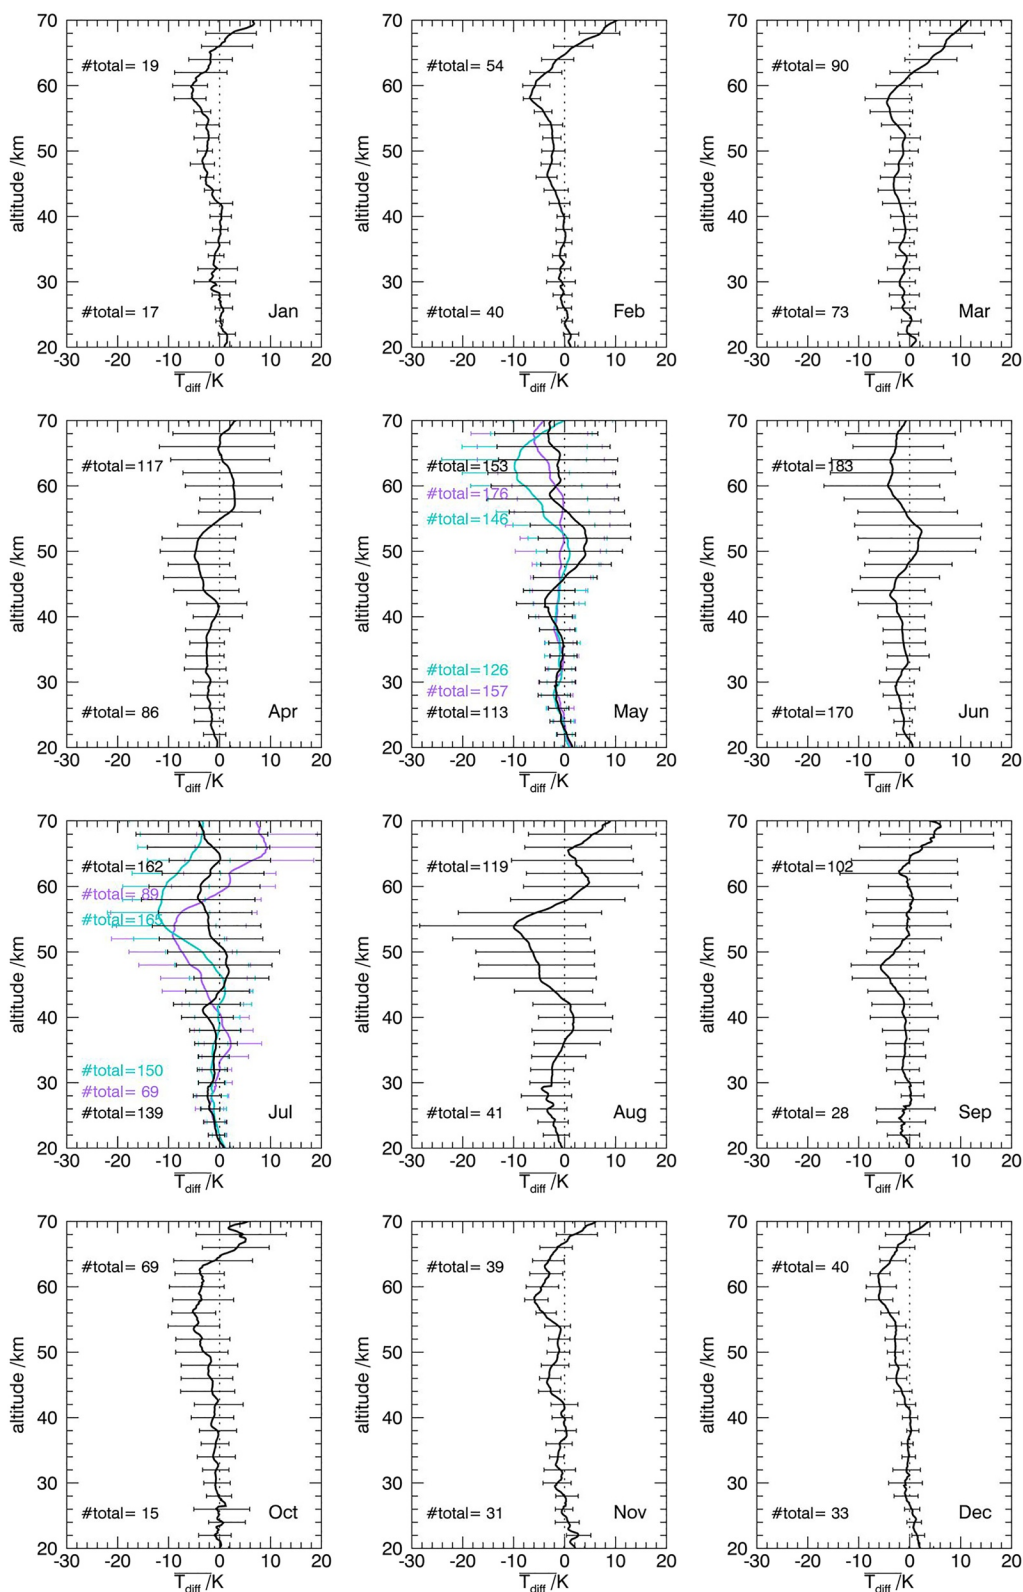 70
60
50
40
30
20
altitude /km
#total= 19
#total= 17
Jan
-30 -20 -10 0 10 20
T_diff /K
70
60
50
40
30
20
altitude /km
#total= 54
#total= 40
Feb
-30 -20 -10 0 10 20
T_diff /K
70
60
50
40
30
20
altitude /km
#total= 90
#total= 73
Mar
-30 -20 -10 0 10 20
T_diff /K
70
60
50
40
30
20
altitude /km
#total=117
#total= 86
Apr
-30 -20 -10 0 10 20
T_diff /K
70
60
50
40
30
20
altitude /km
#total=153
#total=176
#total=146
#total=126
#total=157
#total=113
May
-30 -20 -10 0 10 20
T_diff /K
70
60
50
40
30
20
altitude /km
#total=183
#total=170
Jun
-30 -20 -10 0 10 20
T_diff /K
70
60
50
40
30
20
altitude /km
#total=162
#total= 89
#total=165
#total=150
#total= 69
#total=139
Jul
-30 -20 -10 0 10 20
T_diff /K
70
60
50
40
30
20
altitude /km
#total=119
#total= 41
Aug
-30 -20 -10 0 10 20
T_diff /K
70
60
50
40
30
20
altitude /km
#total=102
#total= 28
Sep
-30 -20 -10 0 10 20
T_diff /K
70
60
50
40
30
20
altitude /km
#total= 69
#total= 15
Oct
-30 -20 -10 0 10 20
T_diff /K
70
60
50
40
30
20
altitude /km
#total= 39
#total= 31
Nov
-30 -20 -10 0 10 20
T_diff /K
70
60
50
40
30
20
altitude /km
#total= 40
#total= 33
Dec
-30 -20 -10 0 10 20
T_diff /K